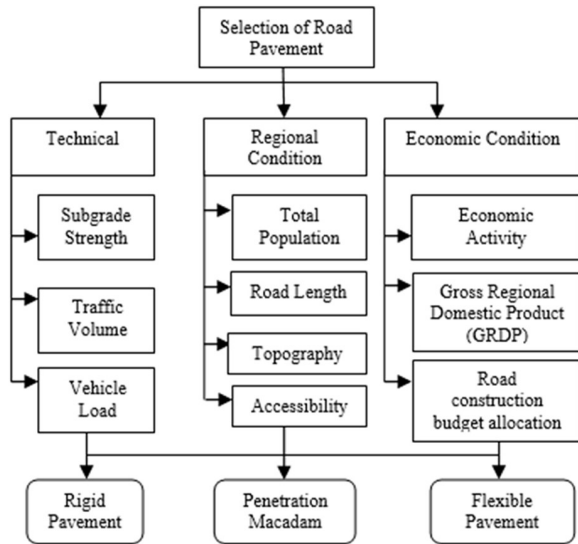 Selection of Road
Pavement
Technical
Regional
Condition
Economic Condition
Subgrade
Strength
Total
Population
Economic
Activity
Traffic
Volume
Road Length
Gross Regional
Domestic Product
(GRDP)
Topography
Vehicle
Load
Accessibility
Road
construction
budget allocation
Rigid
Pavement
Penetration
Macadam
Flexible
Pavement